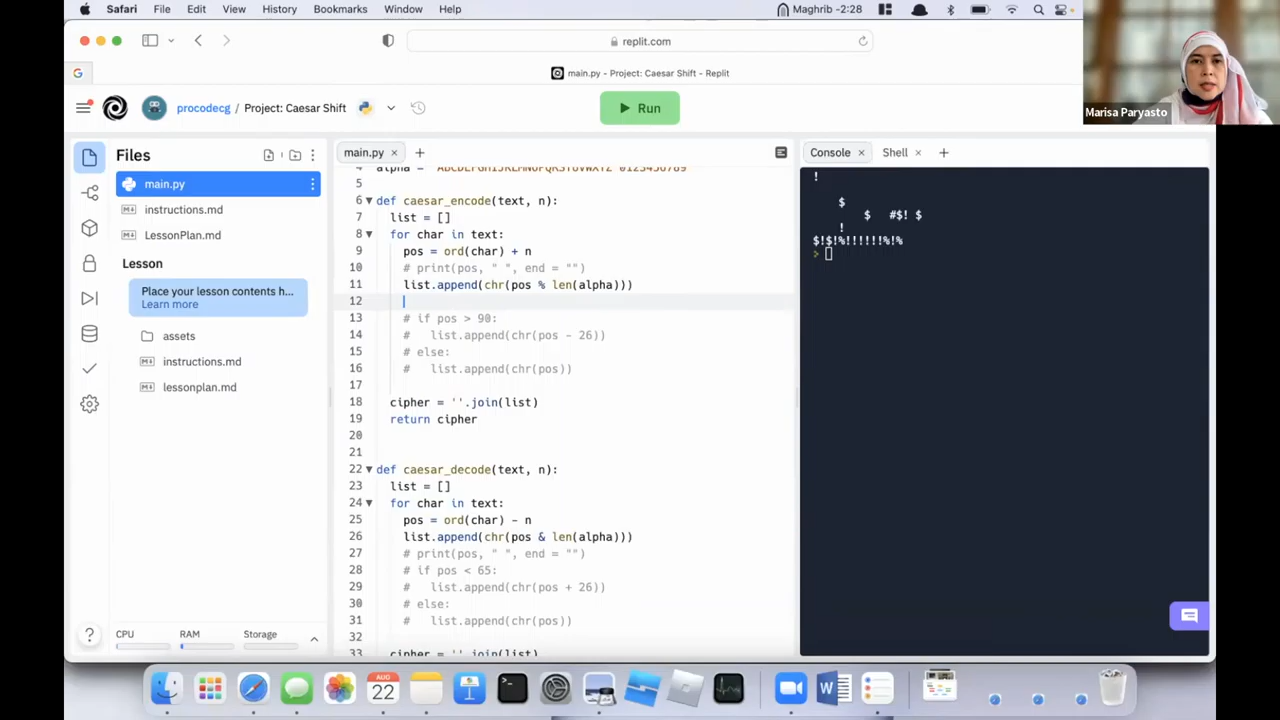 Safari File Edit View History Bookmarks Window Help Maghrib -2:28
replit.com
main.py - Project: Caesar Shift - Replit
Marisa Paryasto
procodecg / Project: Caesar Shift
Run
Files
main.py
instructions.md
LessonPlan.md
Lesson
Place your lesson contents h...
Learn more
assets
instructions.md
lessonplan.md
CPU RAM Storage
main.py
5
6 def caesar_encode(text, n):
7 list = []
8 for char in text:
9 pos = ord(char) + n
10 # print(pos, " ", end = "")
11 list.append(chr(pos % len(alpha)))
12
13 # if pos > 90:
14 # list.append(chr(pos - 26))
15 # else:
16 # list.append(chr(pos))
17
18 cipher = ''.join(list)
19 return cipher
20
21
22 def caesar_decode(text, n):
23 list = []
24 for char in text:
25 pos = ord(char) - n
26 list.append(chr(pos & len(alpha)))
27 # print(pos, " ", end = "")
28 # if pos < 65:
29 # list.append(chr(pos + 26))
30 # else:
31 # list.append(chr(pos))
32
33 cipher = ''.join(list)
Console Shell
!
$
$ #$! $
!
$!$!%!!!!!!%!%
>
AUG
22